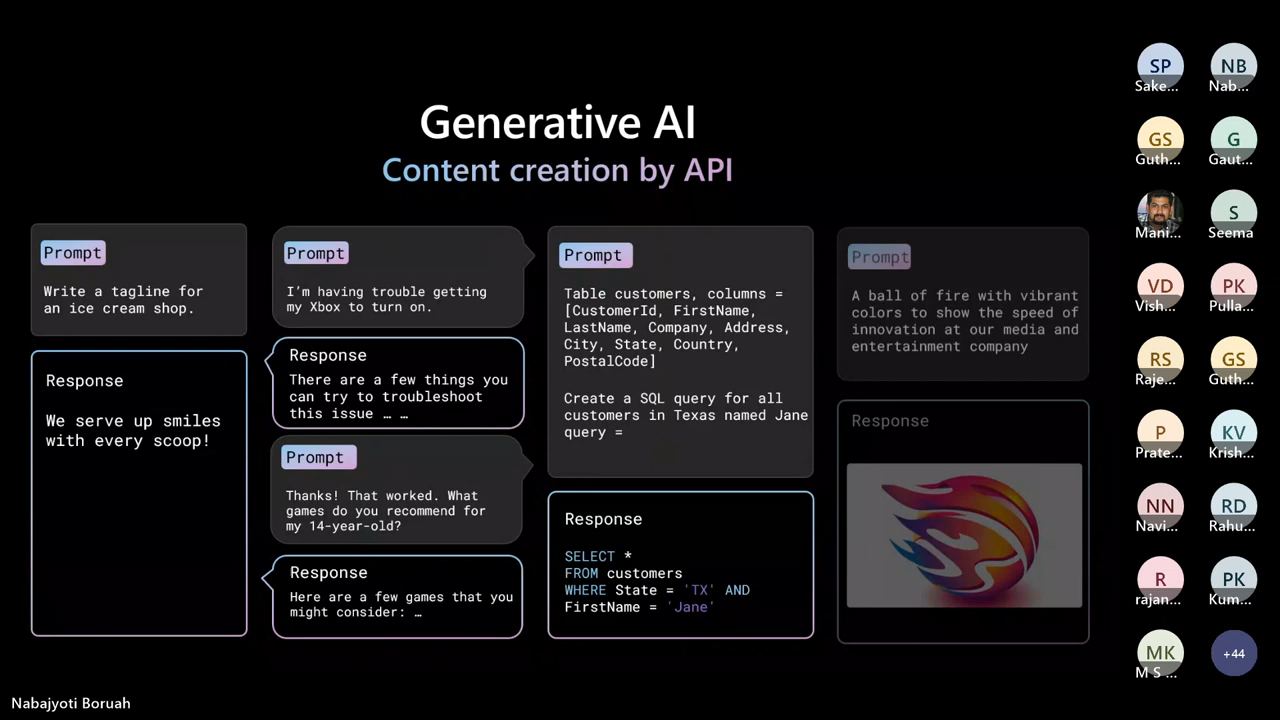 Generative AI
Content creation by API
Prompt
Write a tagline for
an ice cream shop.
Response
We serve up smiles
with every scoop!
Prompt
I'm having trouble getting
my Xbox to turn on.
Response
There are a few things you
can try to troubleshoot
this issue … …
Prompt
Thanks! That worked. What
games do you recommend for
my 14-year-old?
Response
Here are a few games that you
might consider: …
Prompt
Table customers, columns =
[CustomerId, FirstName,
LastName, Company, Address,
City, State, Country,
PostalCode]
Create a SQL query for all
customers in Texas named Jane
query =
Response
SELECT *
FROM customers
WHERE State = 'TX' AND
FirstName = 'Jane'
Prompt
A ball of fire with vibrant
colors to show the speed of
innovation at our media and
entertainment company
Response
SP NB
Sake... Nab...
GS G
Guth... Gaut...
S
Mani... Seema
VD PK
Vish... Pulla...
RS GS
Raje... Guth...
P KV
Prate... Krish...
NN RD
Navi... Rahu...
R PK
rajan... Kum...
MK +44
M S ...
Nabajyoti Boruah